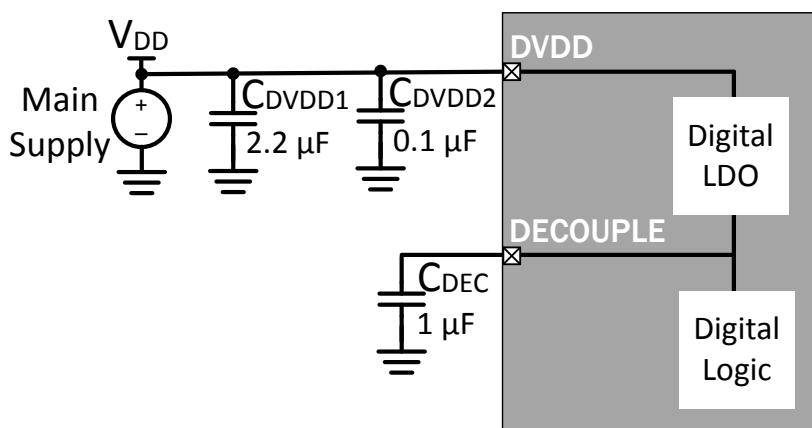 VDD
DVDD
Main
Supply
+
–
CDVDD1
2.2 µF
CDVDD2
0.1 µF
Digital
LDO
DECOUPLE
CDEC
1 µF
Digital
Logic